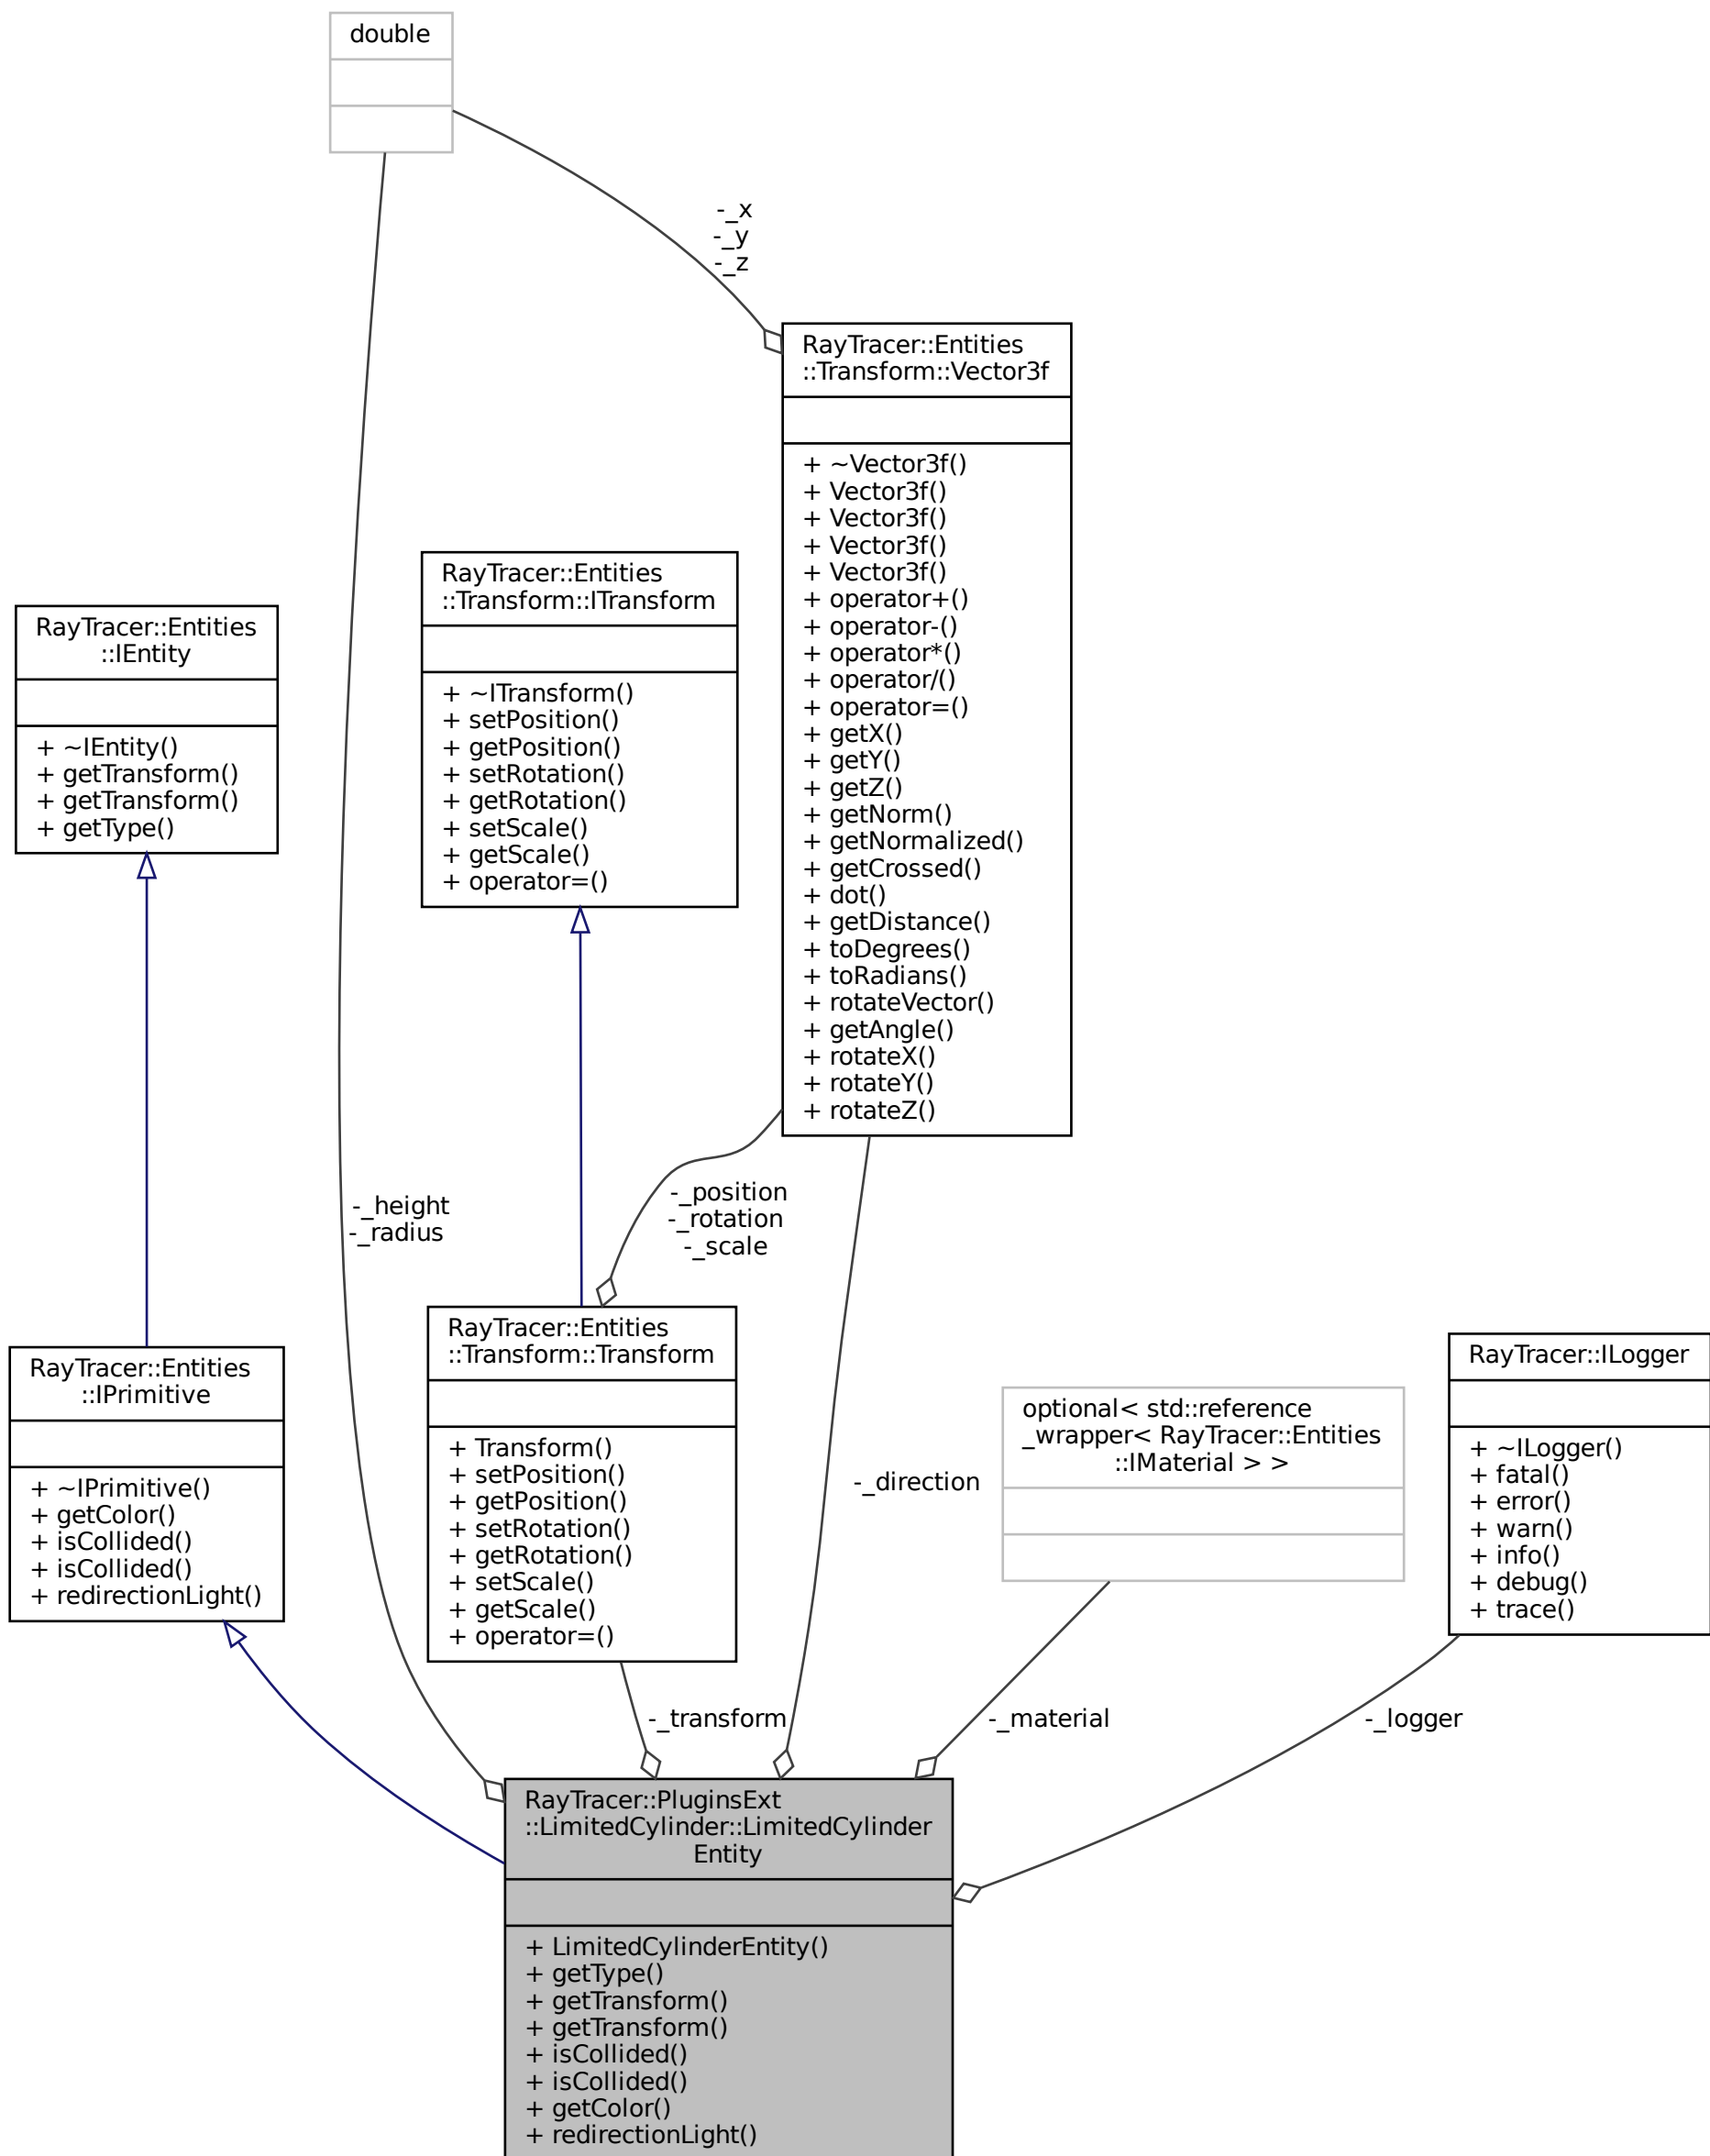 double
-_x
-_y
-_z
RayTracer::Entities
::Transform::Vector3f
+ ~Vector3f()
+ Vector3f()
+ Vector3f()
+ Vector3f()
+ Vector3f()
+ operator+()
+ operator-()
+ operator*()
+ operator/()
+ operator=()
+ getX()
+ getY()
+ getZ()
+ getNorm()
+ getNormalized()
+ getCrossed()
+ dot()
+ getDistance()
+ toDegrees()
+ toRadians()
+ rotateVector()
+ getAngle()
+ rotateX()
+ rotateY()
+ rotateZ()
RayTracer::Entities
::Transform::ITransform
+ ~ITransform()
+ setPosition()
+ getPosition()
+ setRotation()
+ getRotation()
+ setScale()
+ getScale()
+ operator=()
RayTracer::Entities
::IEntity
+ ~IEntity()
+ getTransform()
+ getTransform()
+ getType()
-_height
-_radius
-_position
-_rotation
-_scale
RayTracer::Entities
::IPrimitive
+ ~IPrimitive()
+ getColor()
+ isCollided()
+ isCollided()
+ redirectionLight()
RayTracer::Entities
::Transform::Transform
+ Transform()
+ setPosition()
+ getPosition()
+ setRotation()
+ getRotation()
+ setScale()
+ getScale()
+ operator=()
-_direction
optional< std::reference
_wrapper< RayTracer::Entities
::IMaterial > >
RayTracer::ILogger
+ ~ILogger()
+ fatal()
+ error()
+ warn()
+ info()
+ debug()
+ trace()
-_transform
-_material
-_logger
RayTracer::PluginsExt
::LimitedCylinder::LimitedCylinder
Entity
+ LimitedCylinderEntity()
+ getType()
+ getTransform()
+ getTransform()
+ isCollided()
+ isCollided()
+ getColor()
+ redirectionLight()